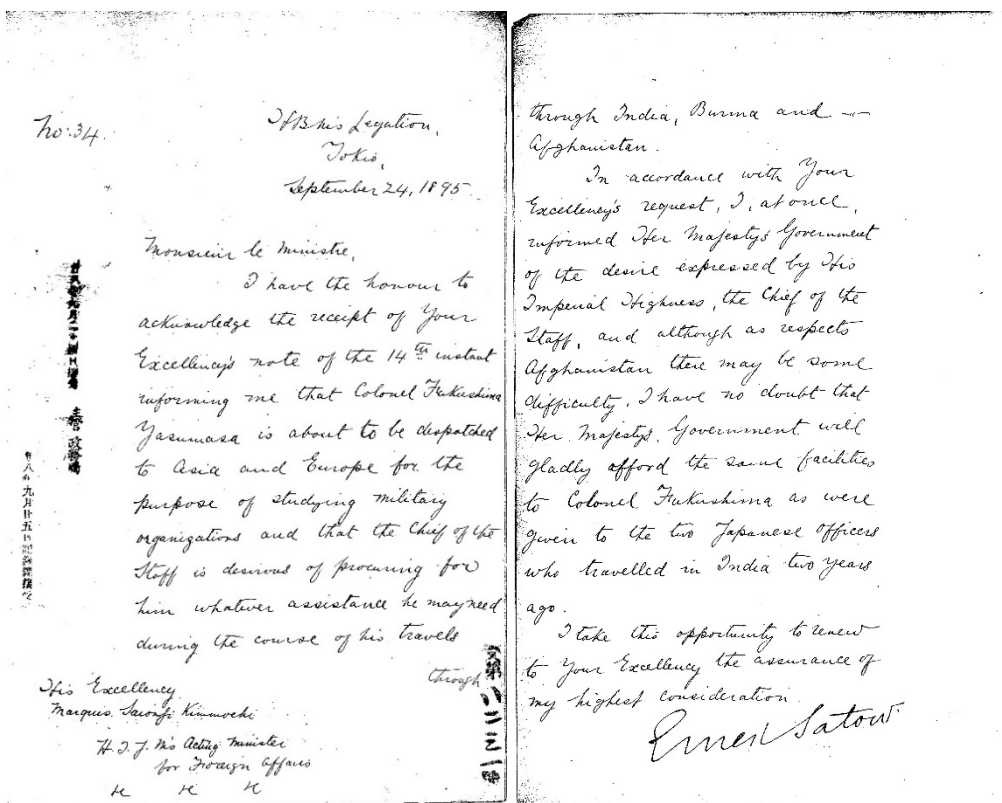 No: 34.
H B M's Legation,
Tokio,
September 24, 1895.
Monsieur le Ministre,
I have the honour to
acknowledge the receipt of Your
Excellency's note of the 14th instant
informing me that Colonel Fukushima
Yasumasa is about to be despatched
to Asia and Europe for the
purpose of studying military
organizations and that the Chief of the
Staff is desirous of procuring for
him whatever assistance he may need
during the course of his travels
through
His Excellency
Marquis Saionji Kimmochi
H. I. J. M's Acting Minister
for Foreign Affairs
&c &c &c
through India, Burma and —
Afghanistan.
In accordance with Your
Excellency's request, I, at once,
informed Her Majesty's Government
of the desire expressed by His
Imperial Highness, the Chief of the
Staff, and although as respects
Afghanistan there may be some
difficulty, I have no doubt that
Her Majesty's Government will
gladly afford the same facilities
to Colonel Fukushima as were
given to the two Japanese officers
who travelled in India two years
ago.
I take this opportunity to renew
to Your Excellency the assurance of
my highest consideration
Ernest Satow